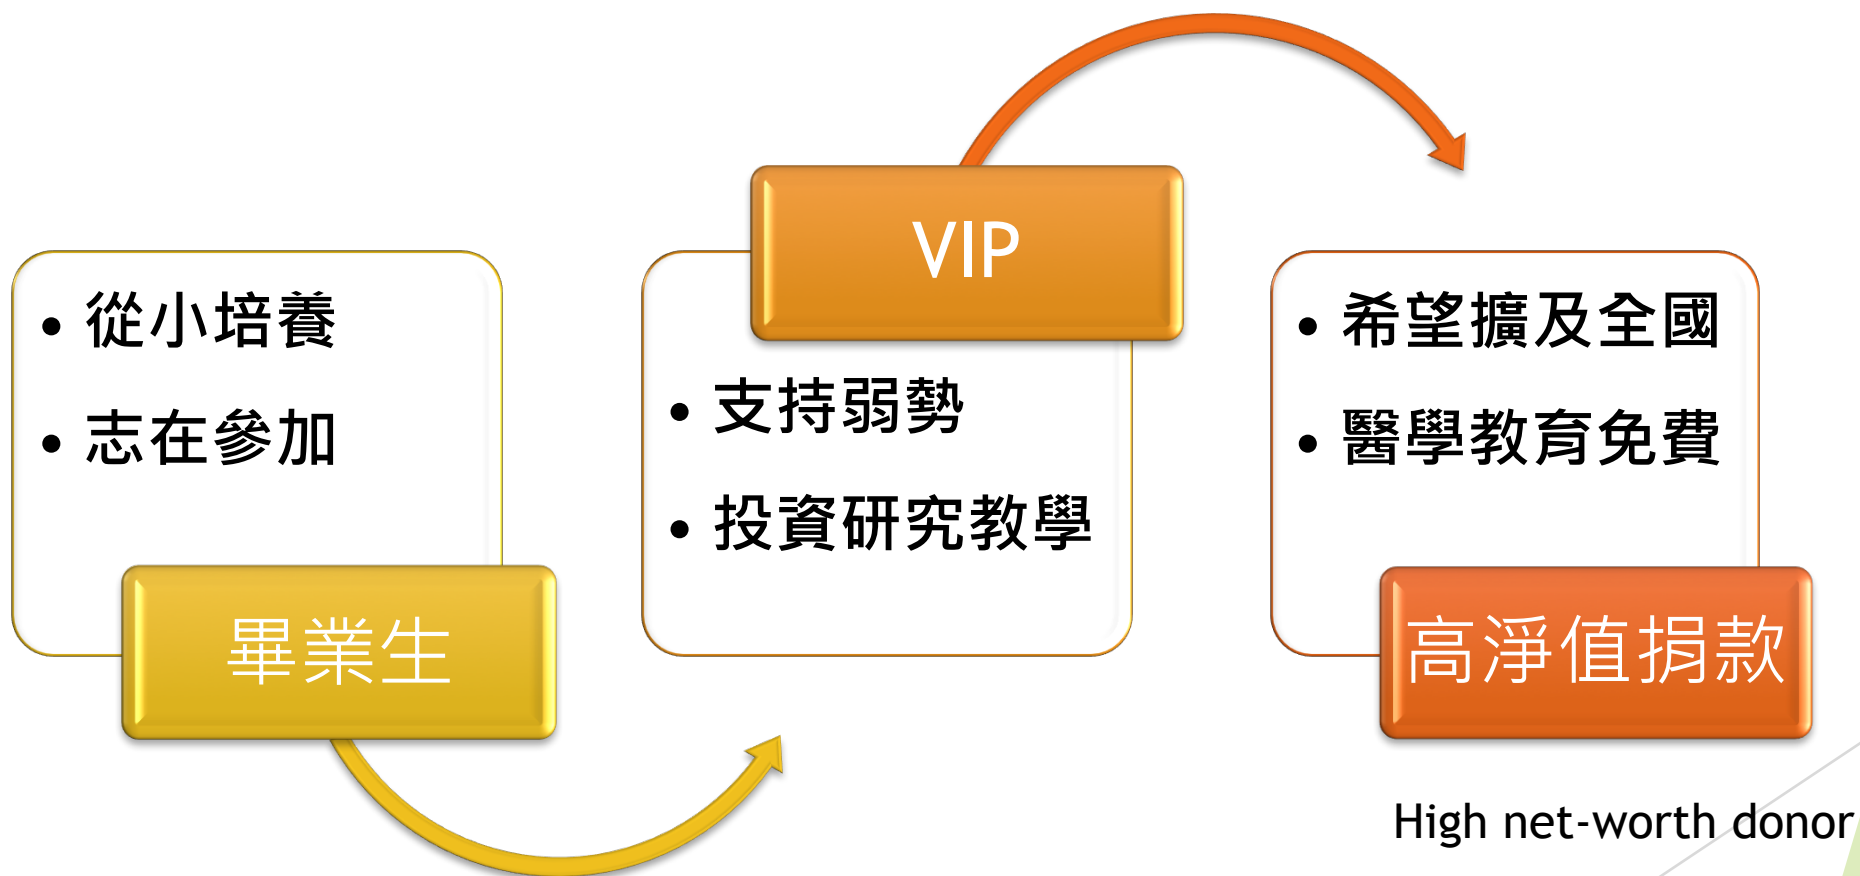 • 從小培養
• 志在參加
畢業生
VIP
• 支持弱勢
• 投資研究教學
• 希望擴及全國
• 醫學教育免費
高淨值捐款
High net-worth donor